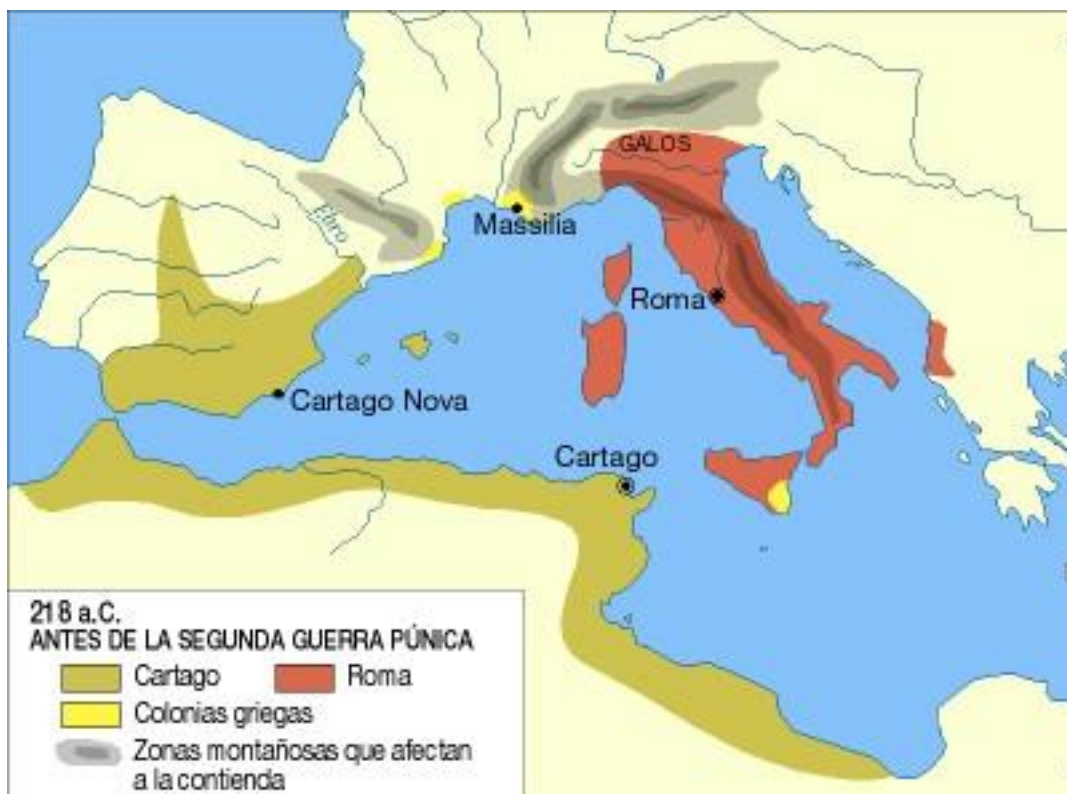 GALOS
Ebro
Massilia
Roma
Cartago Nova
Cartago
218 a.C.
ANTES DE LA SEGUNDA GUERRA PÚNICA
Cartago
Roma
Colonias griegas
Zonas montañosas que afectan
a la contienda